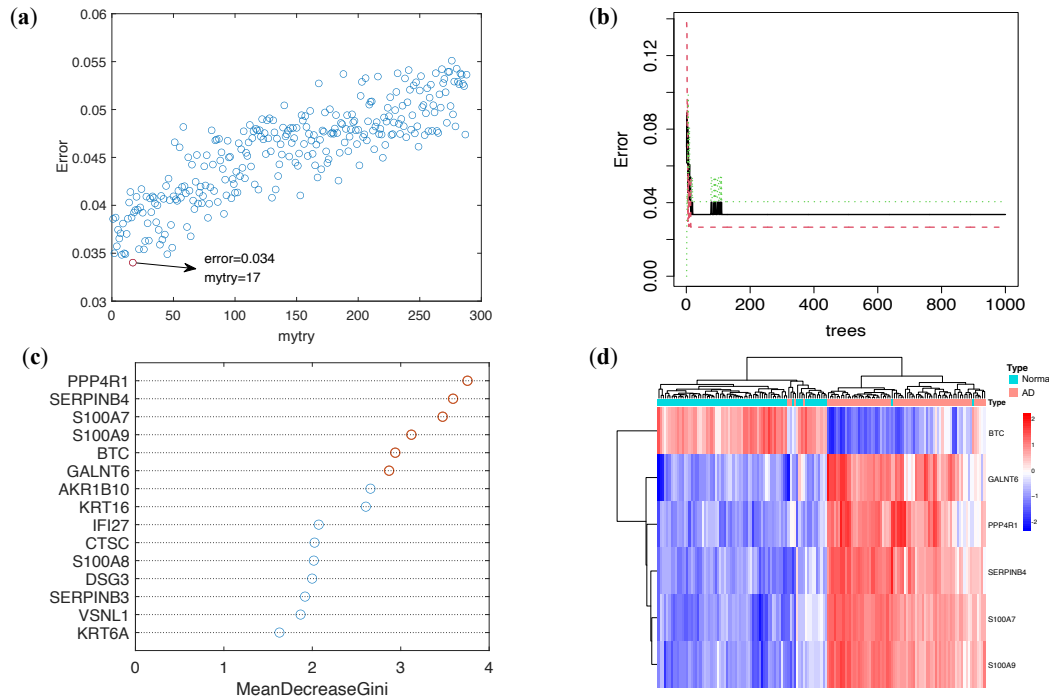 (a)
0.06
0.055
0.05
0.045
0.04
0.035
0.03
Error
error=0.034
mytry=17
0 50 100 150 200 250 300
mytry
(b)
0.12
0.08
0.04
0.00
Error
0 200 400 600 800 1000
trees
(c)
PPP4R1
SERPINB4
S100A7
S100A9
BTC
GALNT6
AKR1B10
KRT16
IFI27
CTSC
S100A8
DSG3
SERPINB3
VSNL1
KRT6A
0 1 2 3 4
MeanDecreaseGini
(d)
Type
Norma
AD
Type
BTC
GALNT6
PPP4R1
SERPINB4
S100A7
S100A9
2
1
0
-1
-2